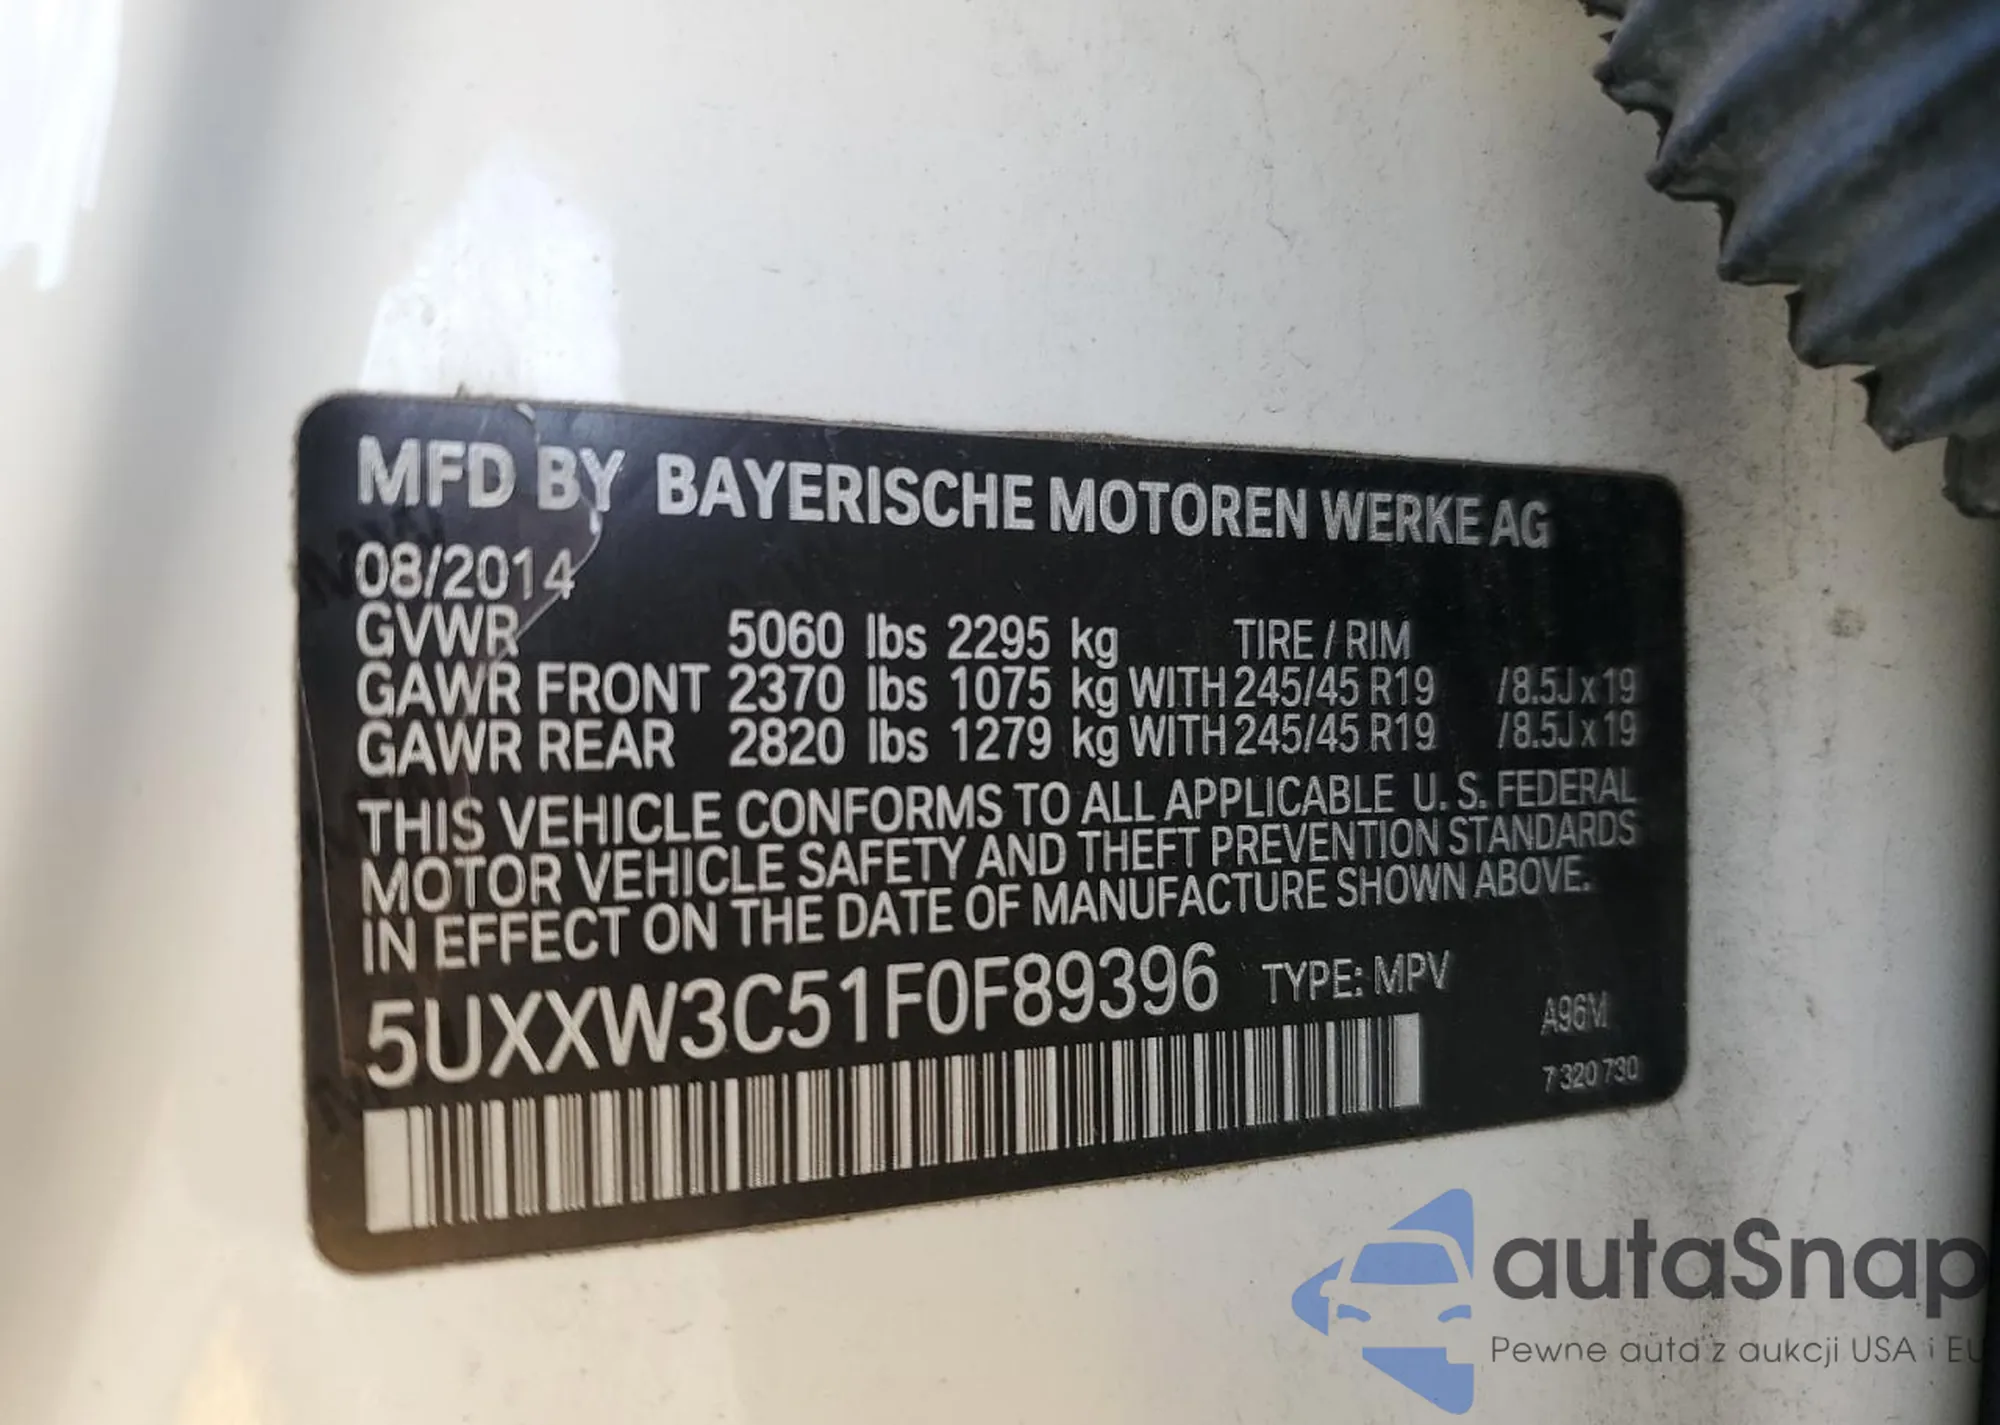 MFD BY BAYERISCHE MOTOREN WERKE AG
08/2014
GVWR 5060 lbs 2295 kg TIRE / RIM
GAWR FRONT 2370 lbs 1075 kg WITH 245/45 R19 /8.5J x 19
GAWR REAR 2820 lbs 1279 kg WITH 245/45 R19 /8.5J x 19
THIS VEHICLE CONFORMS TO ALL APPLICABLE U. S. FEDERAL
MOTOR VEHICLE SAFETY AND THEFT PREVENTION STANDARDS
IN EFFECT ON THE DATE OF MANUFACTURE SHOWN ABOVE.
5UXXW3C51F0F89396 TYPE: MPV
A96M
7 320 730
autaSnap
Pewne auta z aukcji USA i EU